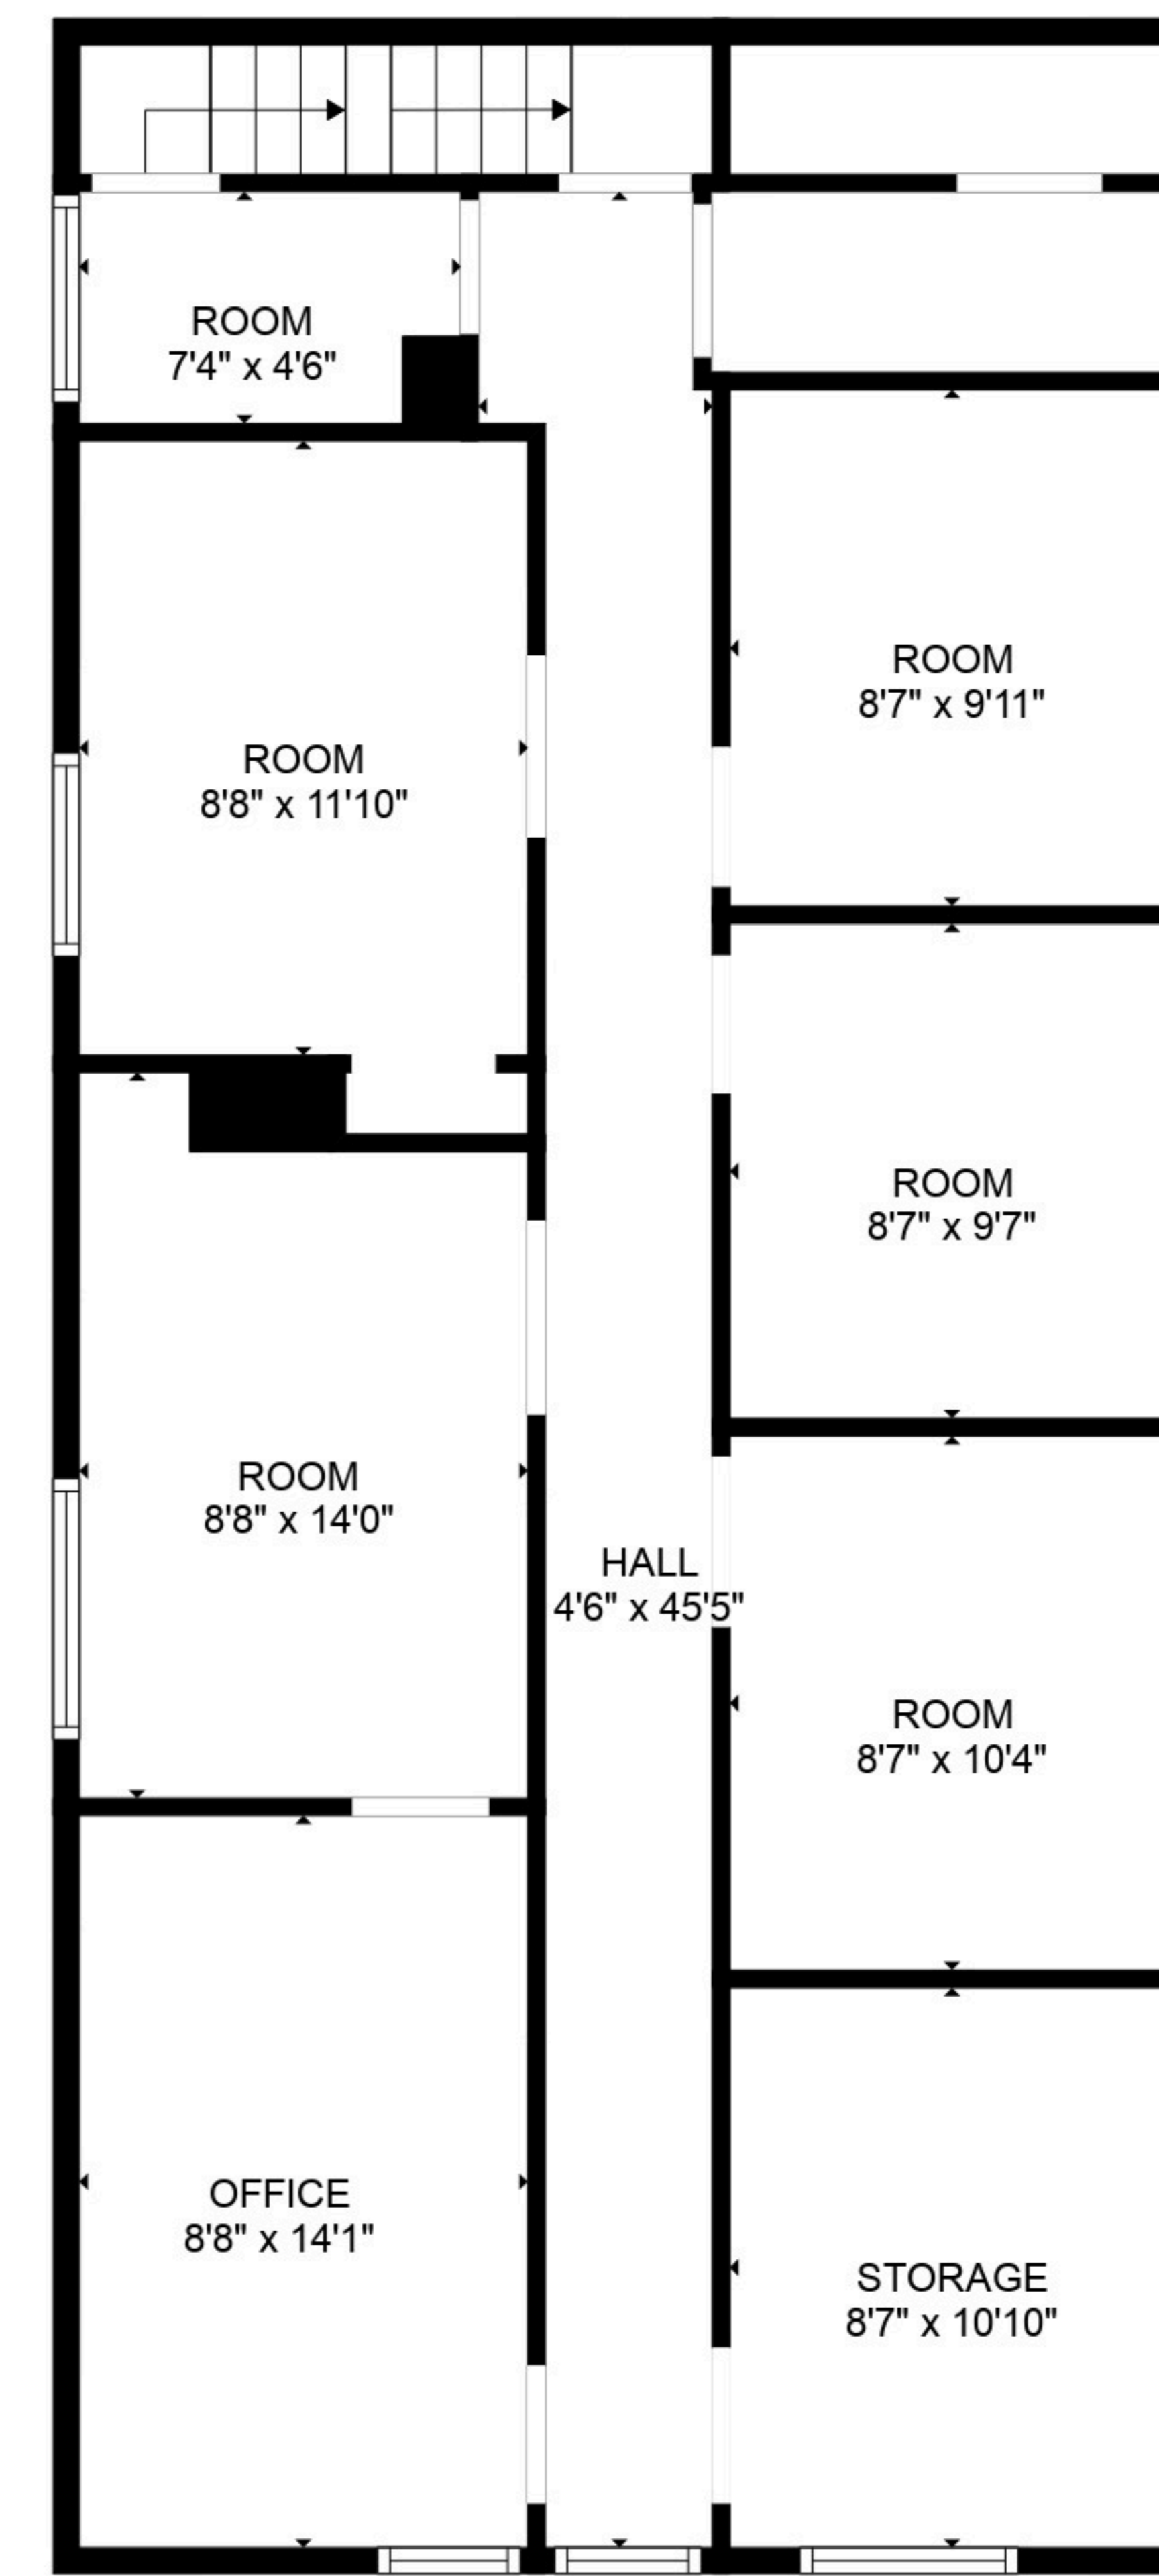 ROOM
7'4" x 4'6"
ROOM
8'7" x 9'11"
ROOM
8'8" x 11'10"
ROOM
8'7" x 9'7"
ROOM
8'8" x 14'0"
HALL
4'6" x 45'5"
ROOM
8'7" x 10'4"
OFFICE
8'8" x 14'1"
STORAGE
8'7" x 10'10"